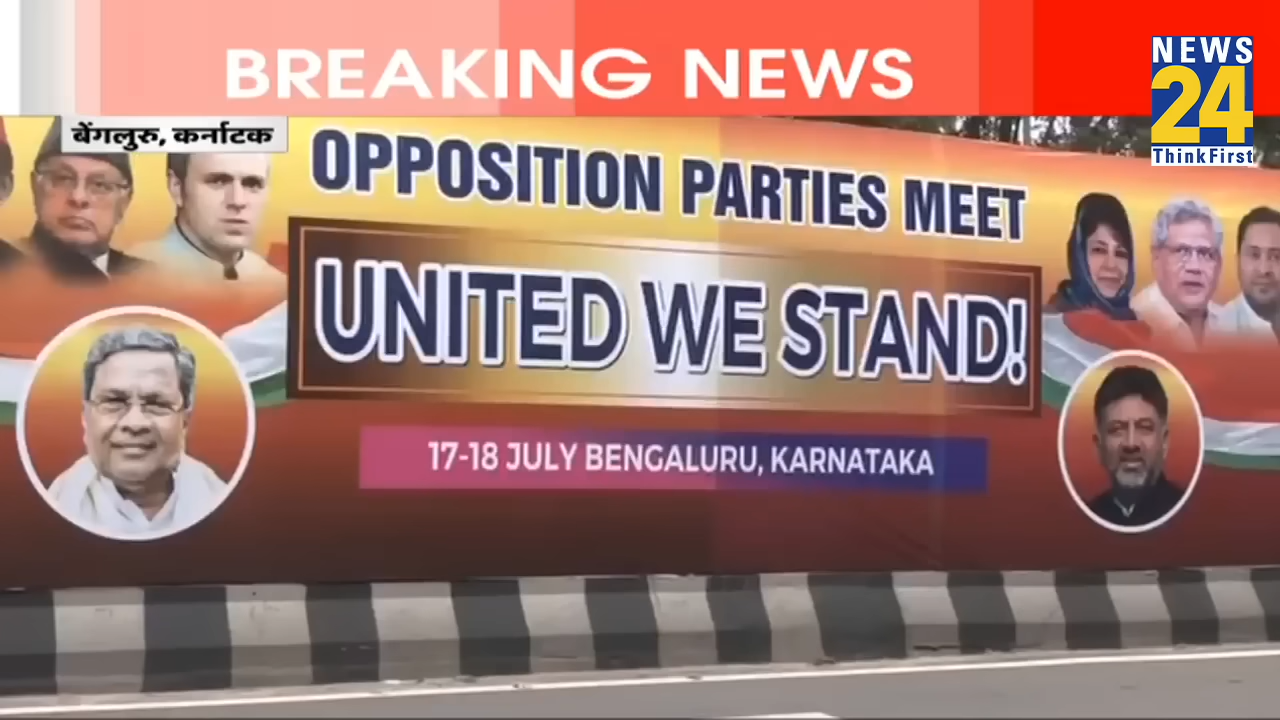 BREAKING NEWS
NEWS
24
ThinkFirst
बेंगलुरु, कर्नाटक
OPPOSITION PARTIES MEET
UNITED WE STAND!
17-18 JULY BENGALURU, KARNATAKA